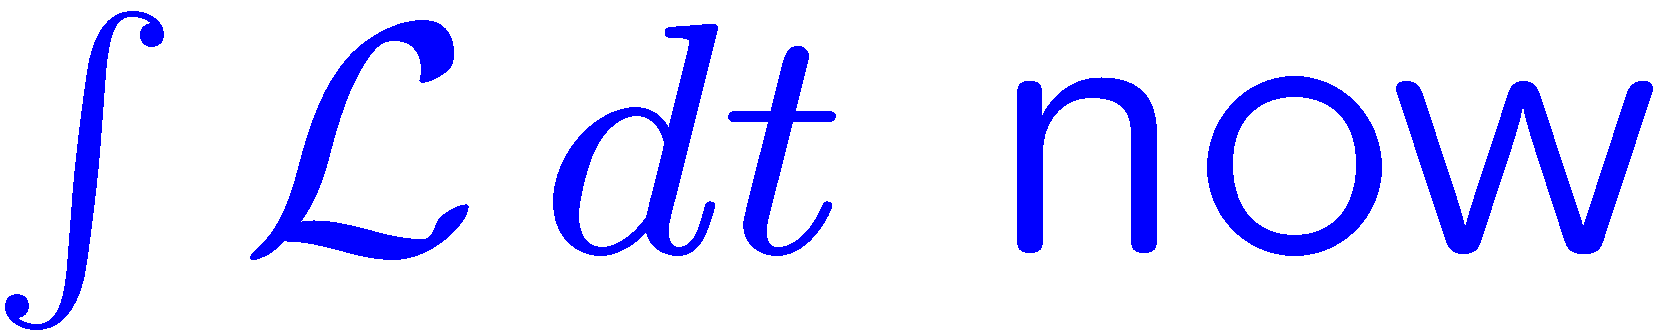 ∫ ℒ dt now